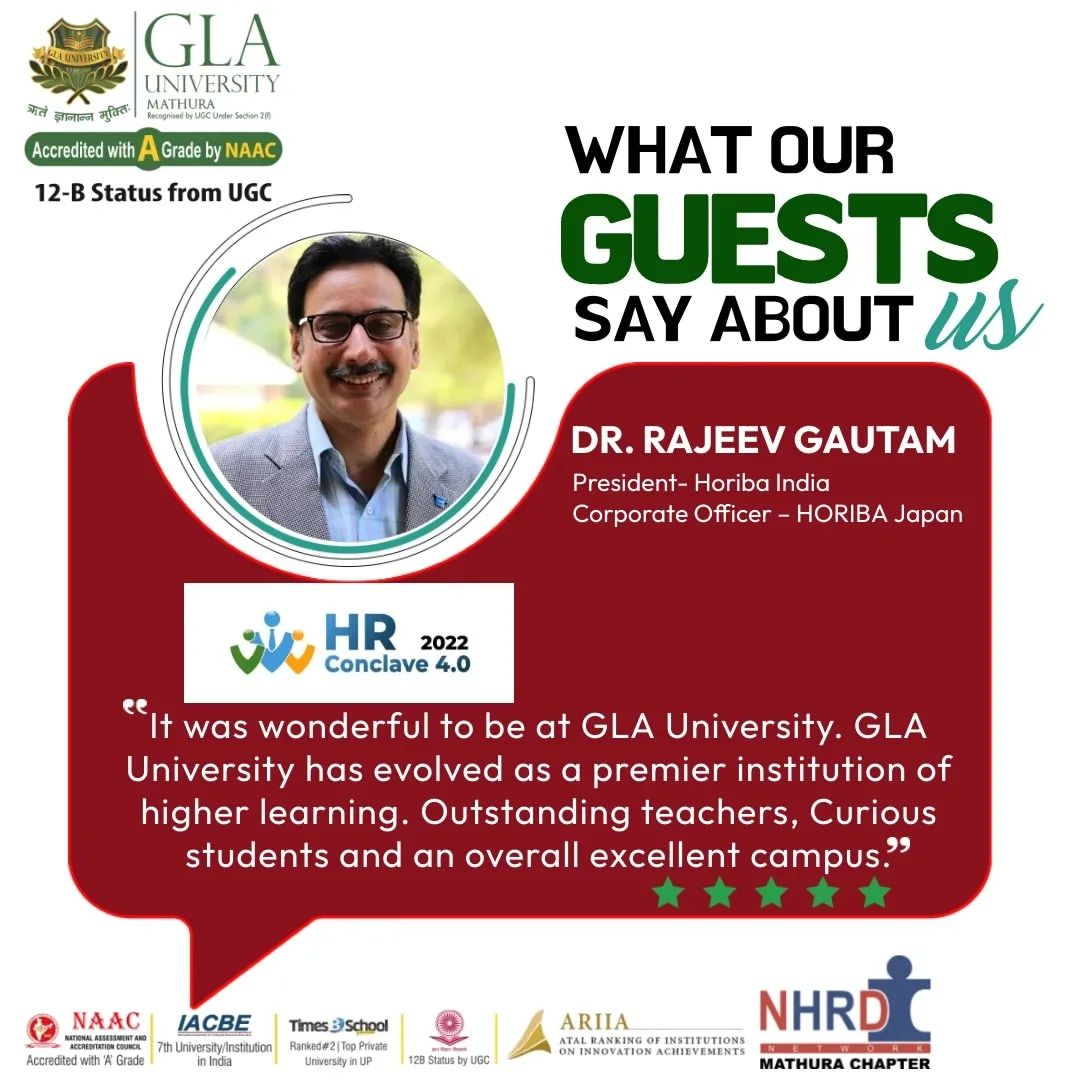 GLA UNIVERSITY
ऋतं ज्ञानान्न मुक्तिः
GLA
UNIVERSITY
MATHURA
Recognised by UGC Under Section 2(f)
Accredited with A Grade by NAAC
12-B Status from UGC
WHAT OUR
GUESTS
SAY ABOUT us
DR. RAJEEV GAUTAM
President- Horiba India
Corporate Officer – HORIBA Japan
HR 2022
Conclave 4.0
“It was wonderful to be at GLA University. GLA
University has evolved as a premier institution of
higher learning. Outstanding teachers, Curious
students and an overall excellent campus.”
NAAC
NATIONAL ASSESSMENT AND
ACCREDITATION COUNCIL
Accredited with 'A' Grade
IACBE
7th University/Institution
in India
Times B School
Ranked#2|Top Private
University in UP
12B Status by UGC
ARIIA
ATAL RANKING OF INSTITUTIONS
ON INNOVATION ACHIEVEMENTS
NHRD
NETWORK
MATHURA CHAPTER